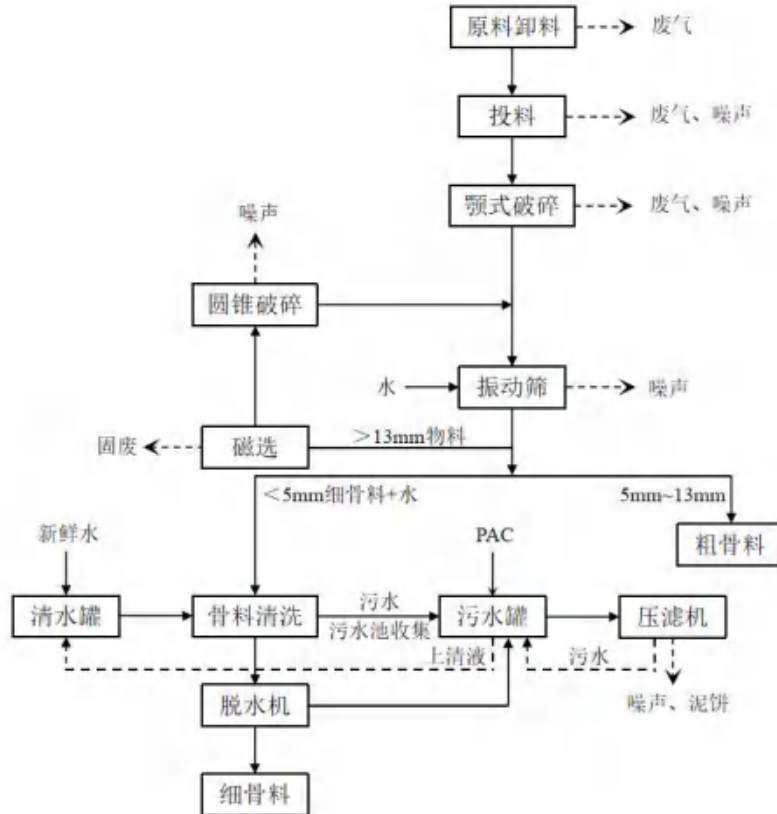 原料卸料 废气
投料 废气、噪声
颚式破碎 废气、噪声
噪声
圆锥破碎
水 振动筛 噪声
固废 磁选 >13mm物料
<5mm细骨料+水 5mm~13mm
粗骨料
新鲜水 PAC
清水罐 骨料清洗 污水 污水罐 压滤机
污水池收集
上清液 污水
脱水机 噪声、泥饼
细骨料